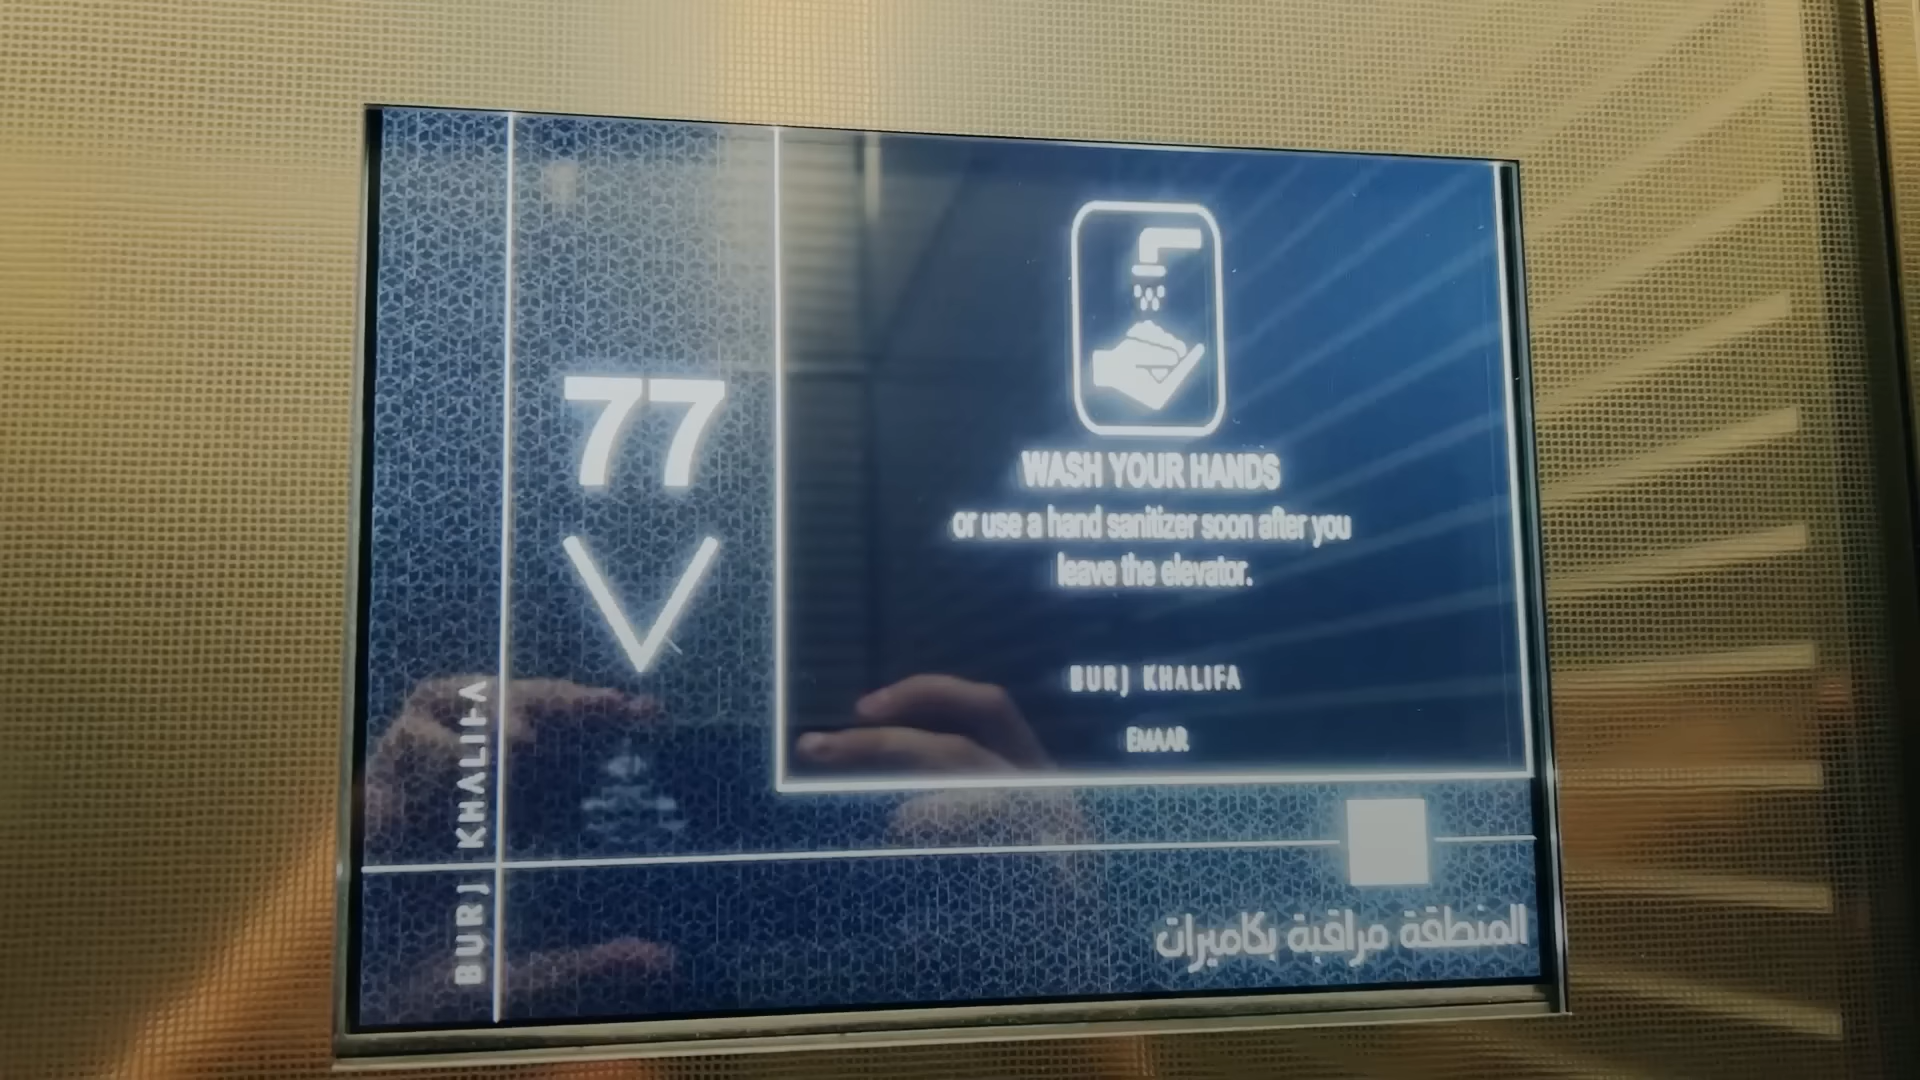 77
WASH YOUR HANDS
or use a hand sanitizer soon after you
leave the elevator.
BURJ KHALIFA
EMAAR
BURJ KHALIFA
المنطقة مراقبة بكاميرات